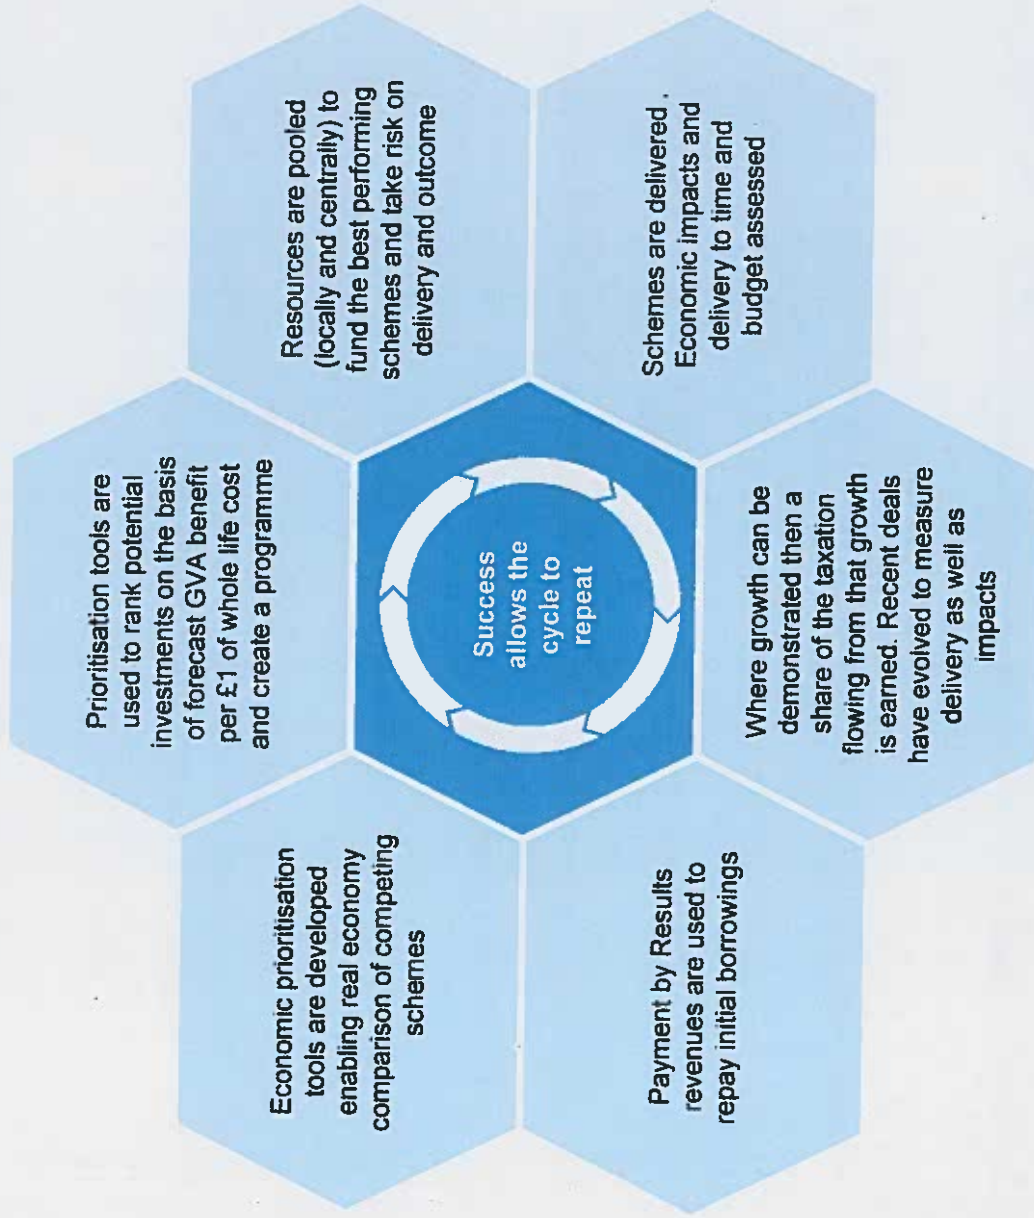 Economic prioritisation
tools are developed
enabling real economy
comparison of competing
schemes
Prioritisation tools are
used to rank potential
investments on the basis
of forecast GVA benefit
per £1 of whole life cost
and create a programme
Resources are pooled
(locally and centrally) to
fund the best performing
schemes and take risk on
delivery and outcome
Success
allows the
cycle to
repeat
Payment by Results
revenues are used to
repay initial borrowings
Where growth can be
demonstrated then a
share of the taxation
flowing from that growth
is earned. Recent deals
have evolved to measure
delivery as well as
impacts
Schemes are delivered .
Economic impacts and
delivery to time and
budget assessed